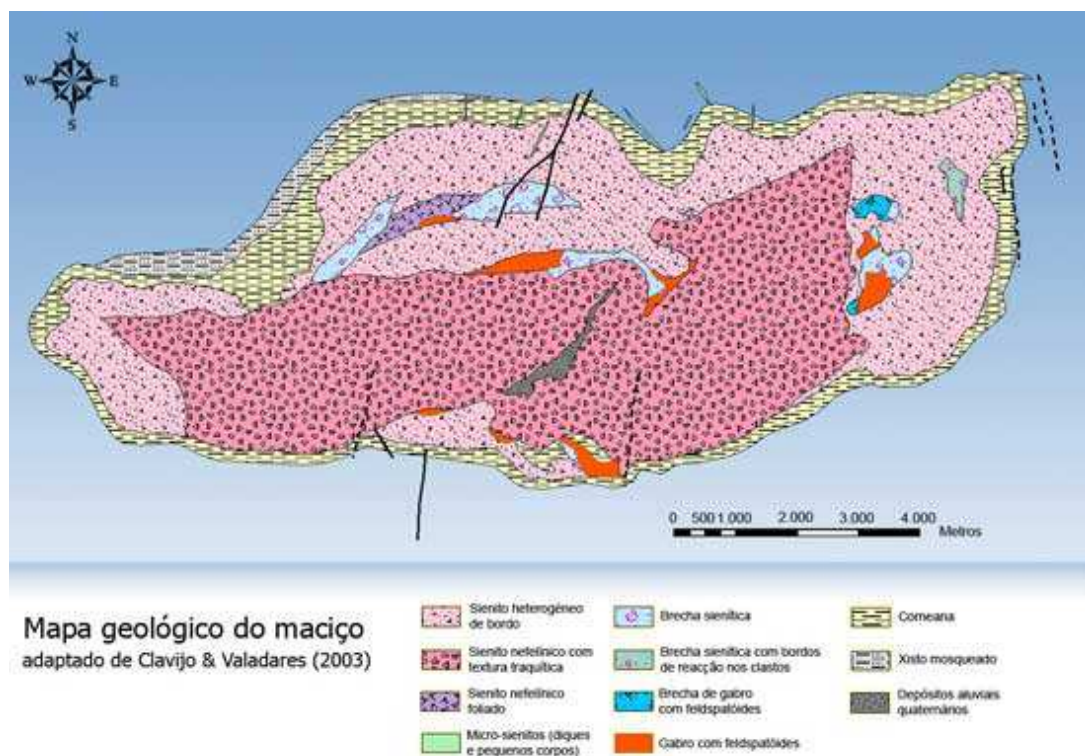 N
W E
S
0 500 1.000 2.000 3.000 4.000
Metros
Mapa geológico do maciço
adaptado de Clavijo & Valadares (2003)
Sienito heterogéneo
de bordo
Sienito nefelínico com
textura traquítica
Sienito nefelínico
foliado
Micro-sienitos (diques
e pequenos corpos)
Brecha sienítica
Brecha sienítica com bordos
de reacção nos clastos
Brecha de gabro
com feldspatóides
Gabro com feldspatóides
Corneana
Xisto mosqueado
Depósitos aluviais
quaternários